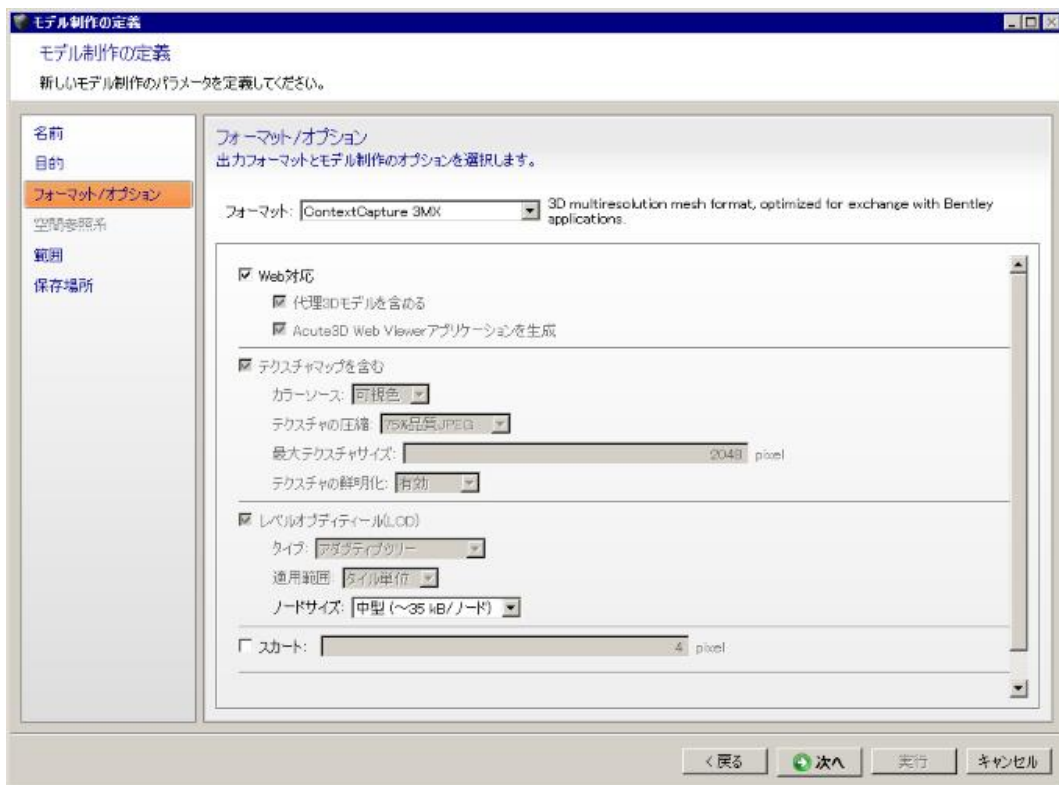 モデル制作の定義
モデル制作の定義
新しいモデル制作のパラメータを定義してください。
名前
目的
フォーマット/オプション
空間参照系
範囲
保存場所
フォーマット/オプション
出力フォーマットとモデル制作のオプションを選択します。
フォーマット: ContextCapture 3MX
3D multiresolution mesh format, optimized for exchange with Bentley
applications.
Web対応
代理3Dモデルを含める
Acute3D Web Viewerアプリケーションを生成
テクスチャマップを含む
カラーソース: 可視色
テクスチャの圧縮: 75%品質JPEG
最大テクスチャサイズ: 2048 pixel
テクスチャの鮮明化: 有効
レベルオブディティール(LOD)
タイプ: アダプティブツリー
適用範囲: タイル単位
ノードサイズ: 中型 (～35 kB/ノード)
スカート: 4 pixel
< 戻る 次へ 実行 キャンセル